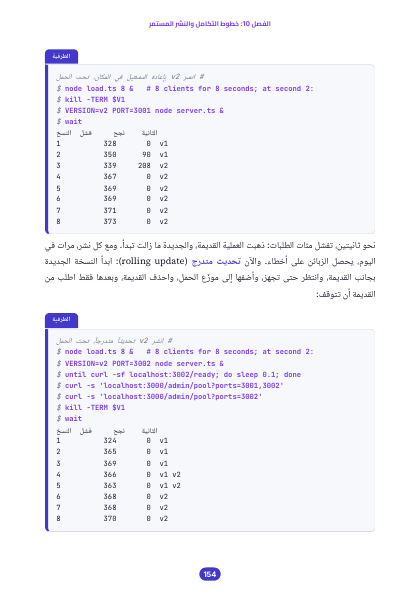 الفصل 10: خطوط التكامل والنشر المستمر
الطرفية
# انشر v2 بإعادة التشغيل في المكان، تحت الحمل
$ node load.ts 8 &   # 8 clients for 8 seconds; at second 2:
$ kill -TERM $V1
$ VERSION=v2 PORT=3001 node server.ts &
$ wait
الثانية نجح فشل النسخ
1 328 0 v1
2 350 90 v1
3 339 208 v2
4 367 0 v2
5 369 0 v2
6 369 0 v2
7 371 0 v2
8 373 0 v2
نحو ثانيتين، تفشل مئات الطلبات: ذهبت العملية القديمة، والجديدة ما زالت تبدأ. ومع كل نشر، مرات في
اليوم، يحصل الزبائن على أخطاء. والآن تحديث متدرج (rolling update): ابدأ النسخة الجديدة
بجانب القديمة، وانتظر حتى تجهز، وأضفها إلى موزّع الحمل، واحذف القديمة، وبعدها فقط اطلب من
القديمة أن تتوقف:
الطرفية
# انشر v2 تحديثًا متدرجًا، تحت الحمل
$ node load.ts 8 &   # 8 clients for 8 seconds; at second 2:
$ VERSION=v2 PORT=3002 node server.ts &
$ until curl -sf localhost:3002/ready; do sleep 0.1; done
$ curl -s 'localhost:3000/admin/pool?ports=3001,3002'
$ curl -s 'localhost:3000/admin/pool?ports=3002'
$ kill -TERM $V1
$ wait
الثانية نجح فشل النسخ
1 324 0 v1
2 365 0 v1
3 369 0 v1
4 366 0 v1 v2
5 363 0 v1 v2
6 368 0 v2
7 368 0 v2
8 370 0 v2
154